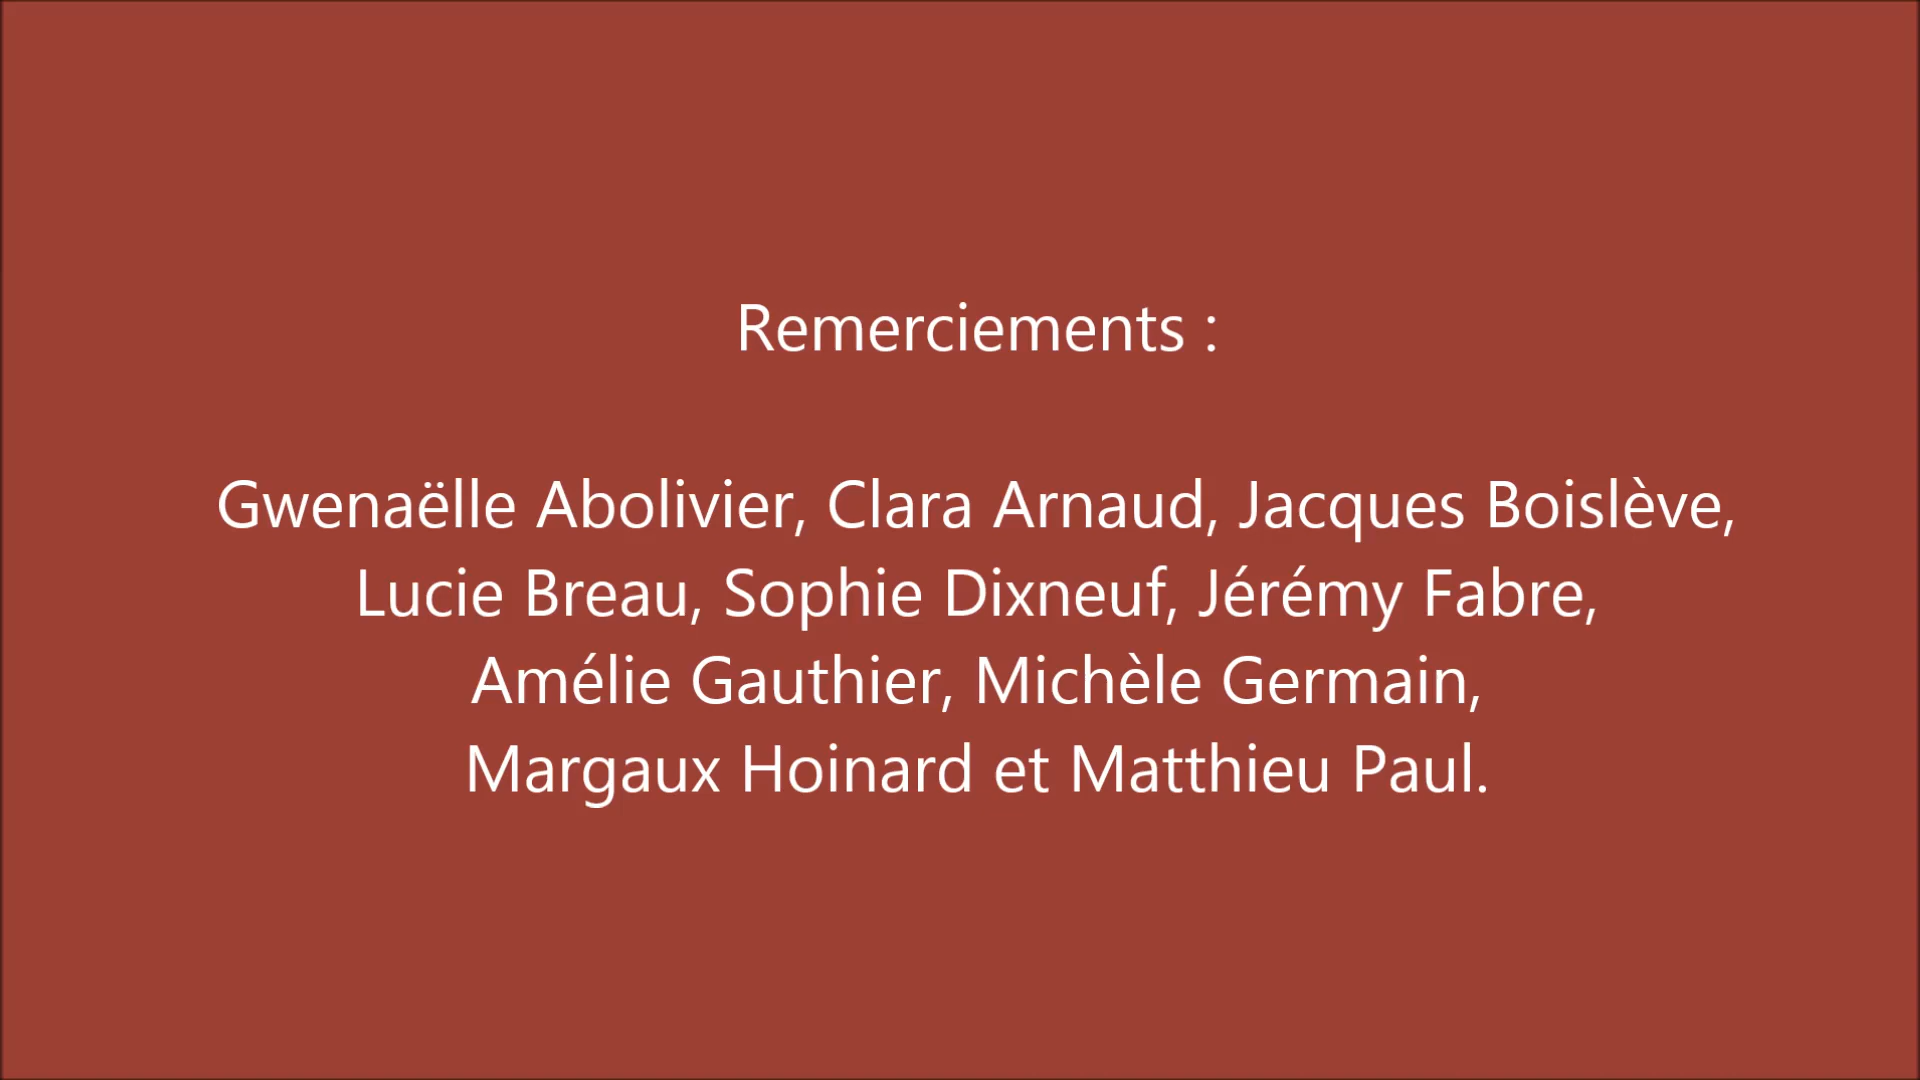 Remerciements :
Gwenaëlle Abolivier, Clara Arnaud, Jacques Boislève,
Lucie Breau, Sophie Dixneuf, Jérémy Fabre,
Amélie Gauthier, Michèle Germain,
Margaux Hoinard et Matthieu Paul.